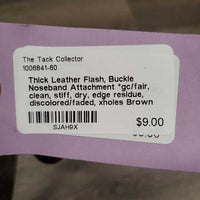 The Tack Collector
1006841-60
Thick Leather Flash, Buckle
Noseband Attachment *gc/fair,
clean, stiff, dry, edge residue,
discolored/faded, xholes Brown
$9.00
SJAH9X